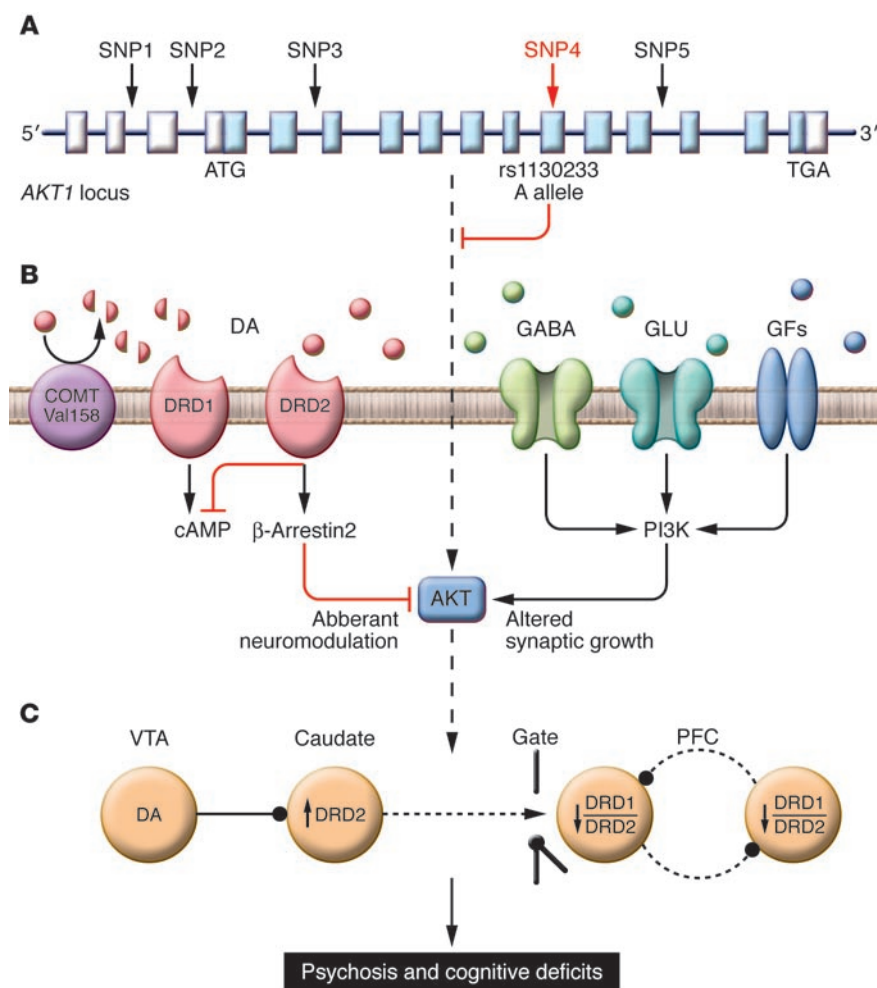 A
SNP1 SNP2 SNP3 SNP4 SNP5
5′ 3′
ATG rs1130233 TGA
AKT1 locus A allele
B
DA GABA GLU GFs
COMT
Val158
DRD1 DRD2
cAMP β-Arrestin2 PI3K
AKT
Abberant
neuromodulation
Altered
synaptic growth
C
VTA Caudate Gate PFC
DA DRD2
DRD1
DRD2
DRD1
DRD2
Psychosis and cognitive deficits